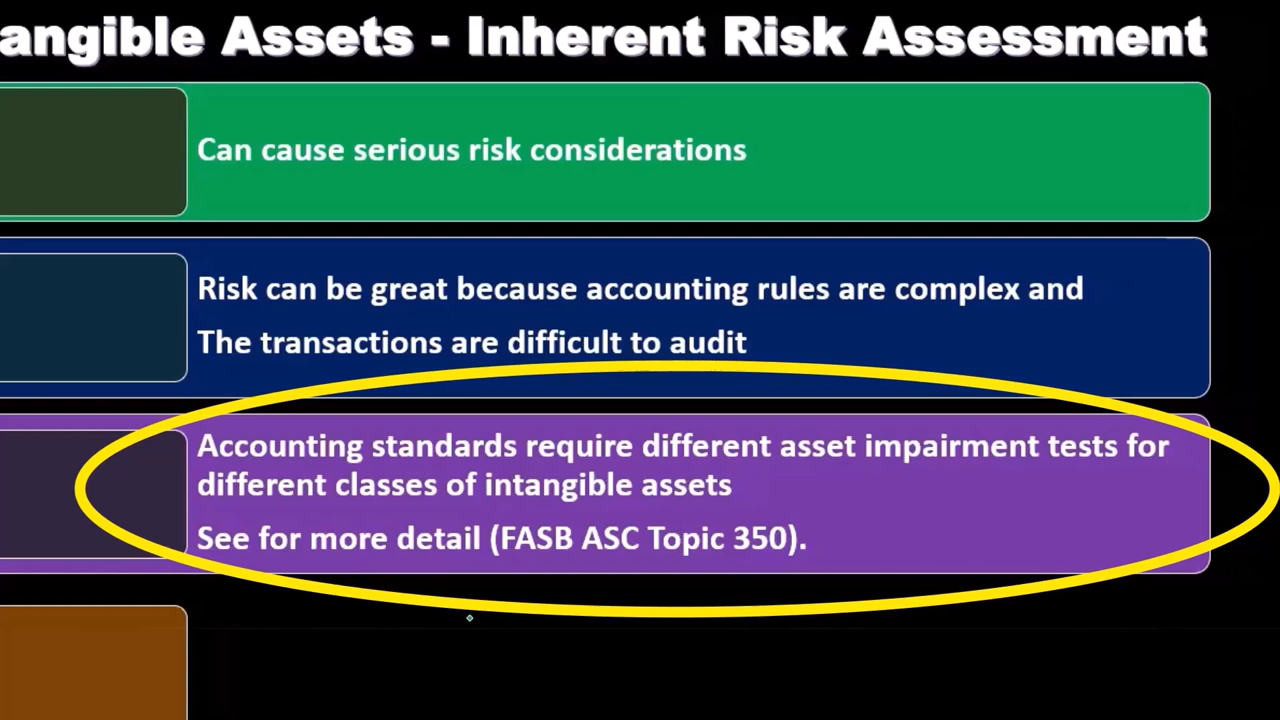 angible Assets - Inherent Risk Assessment
Can cause serious risk considerations
Risk can be great because accounting rules are complex and
The transactions are difficult to audit
Accounting standards require different asset impairment tests for
different classes of intangible assets
See for more detail (FASB ASC Topic 350).